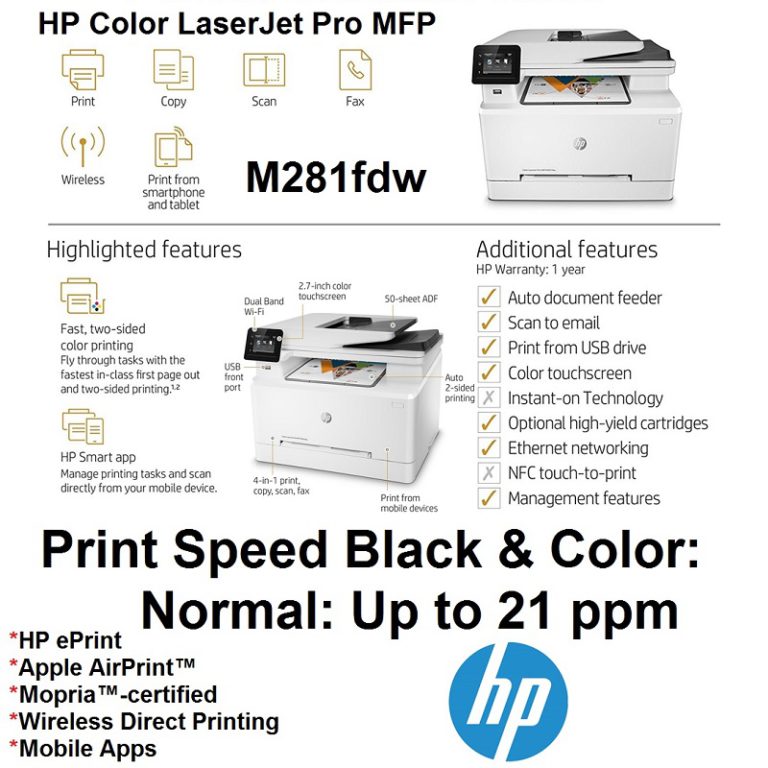 HP Color LaserJet Pro MFP
Print
Copy
Scan
Fax
Wireless
Print from
smartphone
and tablet
M281fdw
hp
Highlighted features
Fast, two-sided
color printing
Fly through tasks with the
fastest in-class first page out
and two-sided printing.¹,²
HP Smart app
Manage printing tasks and scan
directly from your mobile device.
Dual Band
Wi-Fi
2.7-inch color
touchscreen
50-sheet ADF
USB
front
port
Auto
2-sided
printing
hp
4-in-1 print,
copy, scan, fax
Print from
mobile devices
Additional features
HP Warranty: 1 year
✓ Auto document feeder
✓ Scan to email
✓ Print from USB drive
✓ Color touchscreen
✗ Instant-on Technology
✓ Optional high-yield cartridges
✓ Ethernet networking
✗ NFC touch-to-print
✓ Management features
Print Speed Black & Color:
Normal: Up to 21 ppm
*HP ePrint
*Apple AirPrint™
*Mopria™-certified
*Wireless Direct Printing
*Mobile Apps
hp